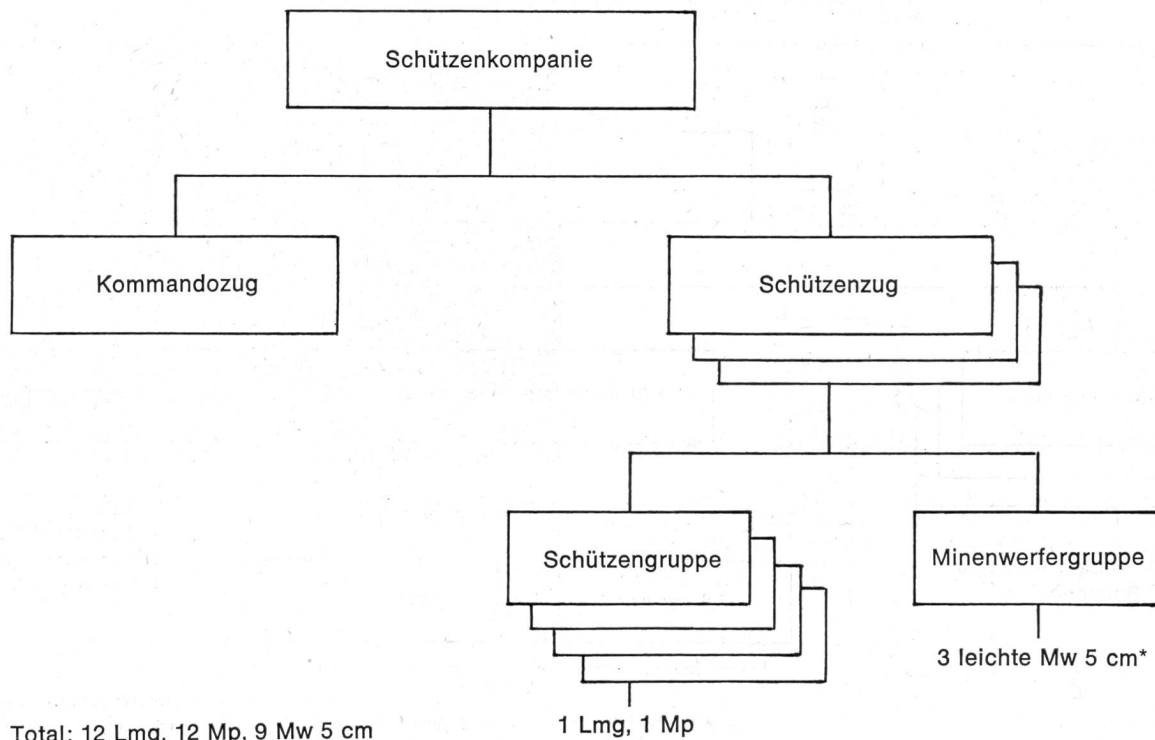 Schützenkompanie
Kommandozug
Schützenzug
Schützengruppe
Minenwerfergruppe
3 leichte Mw 5 cm*
1 Lmg, 1 Mp
Total: 12 Lmg, 12 Mp, 9 Mw 5 cm